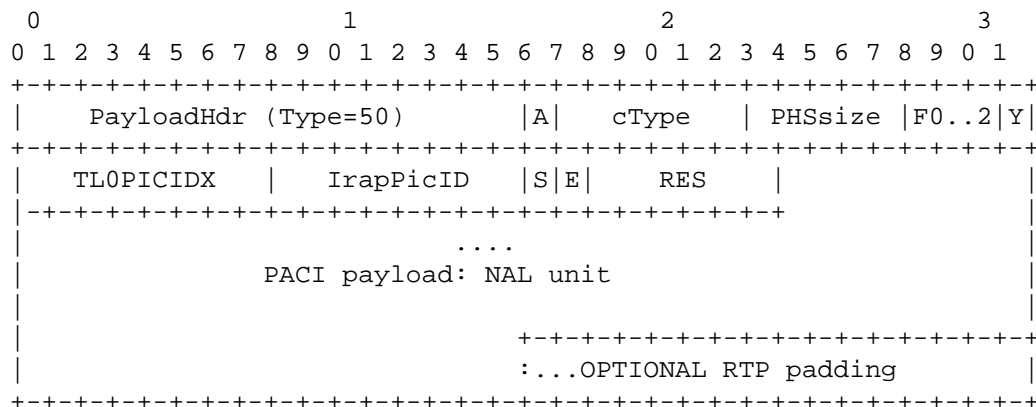 0                   1                   2                   3
0 1 2 3 4 5 6 7 8 9 0 1 2 3 4 5 6 7 8 9 0 1 2 3 4 5 6 7 8 9 0 1
+-+-+-+-+-+-+-+-+-+-+-+-+-+-+-+-+-+-+-+-+-+-+-+-+-+-+-+-+-+-+-+-+
|    PayloadHdr (Type=50)       |A|   cType   | PHSsize |F0..2|Y|
+-+-+-+-+-+-+-+-+-+-+-+-+-+-+-+-+-+-+-+-+-+-+-+-+-+-+-+-+-+-+-+-+
|   TL0PICIDX   |   IrapPicID   |S|E|    RES    |               |
|-+-+-+-+-+-+-+-+-+-+-+-+-+-+-+-+-+-+-+-+-+-+-+-+               |
|                           ....                                |
|               PACI payload: NAL unit                          |
|                                                               |
|                               +-+-+-+-+-+-+-+-+-+-+-+-+-+-+-+-+
|                               :...OPTIONAL RTP padding        |
+-+-+-+-+-+-+-+-+-+-+-+-+-+-+-+-+-+-+-+-+-+-+-+-+-+-+-+-+-+-+-+-+